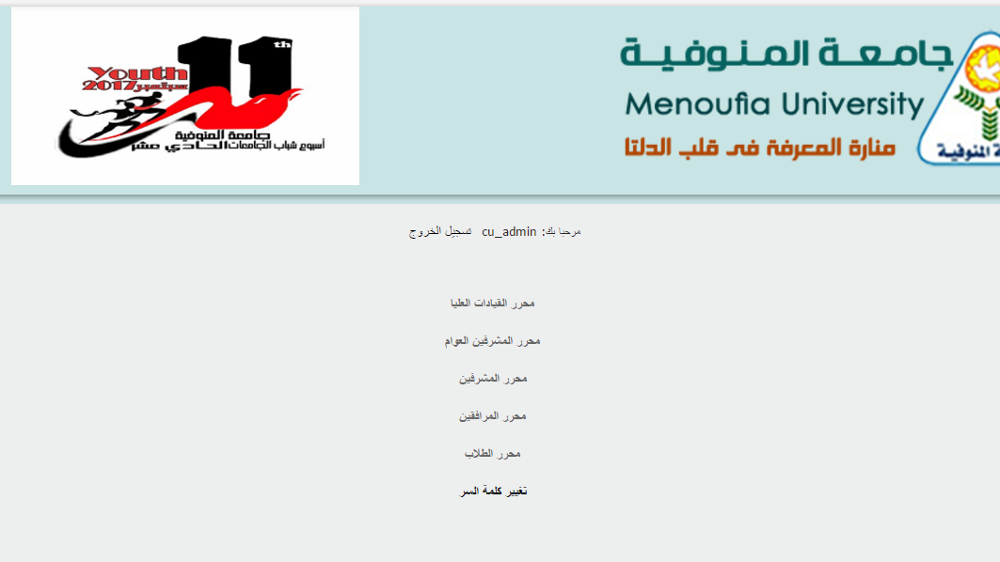 11th
Youth
سبتمبر 2017
جامعة المنوفية
أسبوع شباب الجامعات الحادي عشر
جامعة المنوفية
Menoufia University
منارة المعرفة فى قلب الدلتا
المنوفية
مرحبا بك: cu_admin تسجيل الخروج
محرر القيادات العليا
محرر المشرفين العوام
محرر المشرفين
محرر المرافقين
محرر الطلاب
تغيير كلمة السر